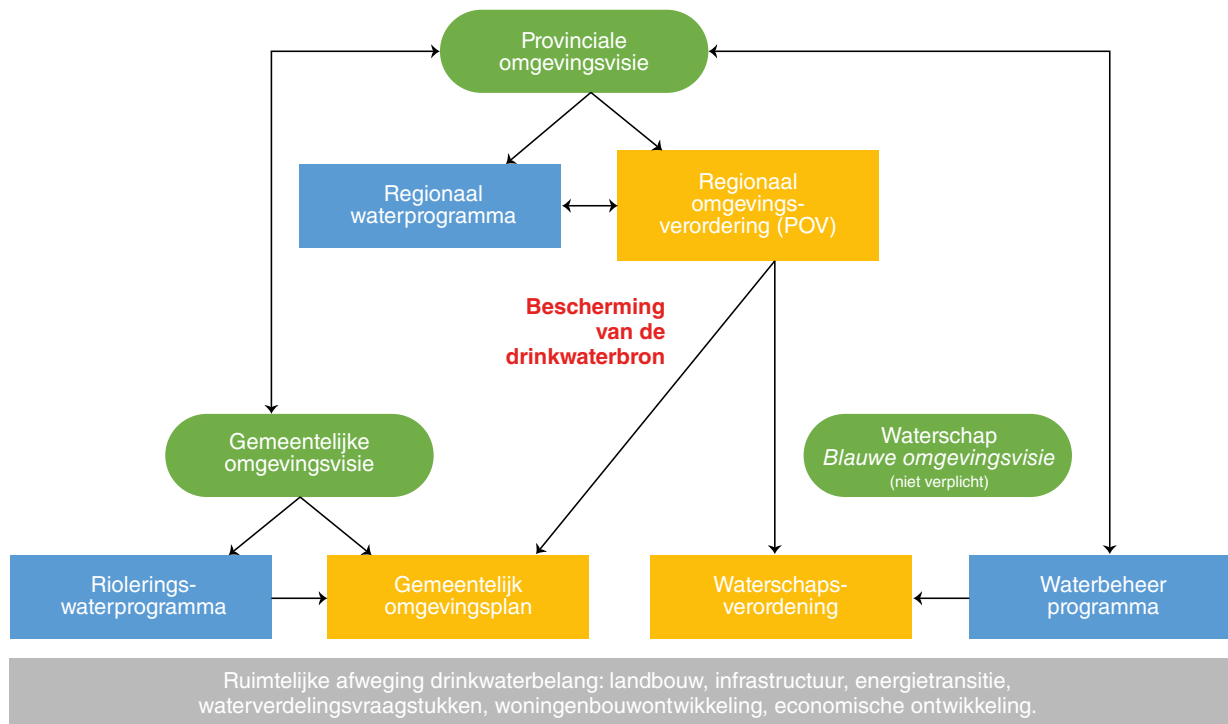 Provinciale
omgevingsvisie
Regionaal
waterprogramma
Regionaal
omgevings-
verordering (POV)
Bescherming
van de
drinkwaterbron
Gemeentelijke
omgevingsvisie
Waterschap
Blauwe omgevingsvisie
(niet verplicht)
Riolerings-
waterprogramma
Gemeentelijk
omgevingsplan
Waterschaps-
verordening
Waterbeheer
programma
Ruimtelijke afweging drinkwaterbelang: landbouw, infrastructuur, energietransitie,
waterverdelingsvraagstukken, woningenbouwontwikkeling, economische ontwikkeling.